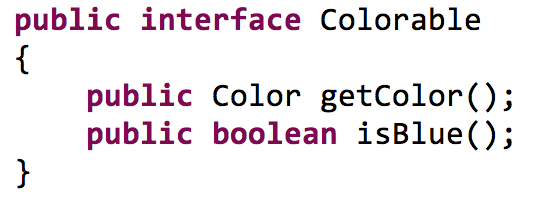 public interface Colorable
{
    public Color getColor();
    public boolean isBlue();
}